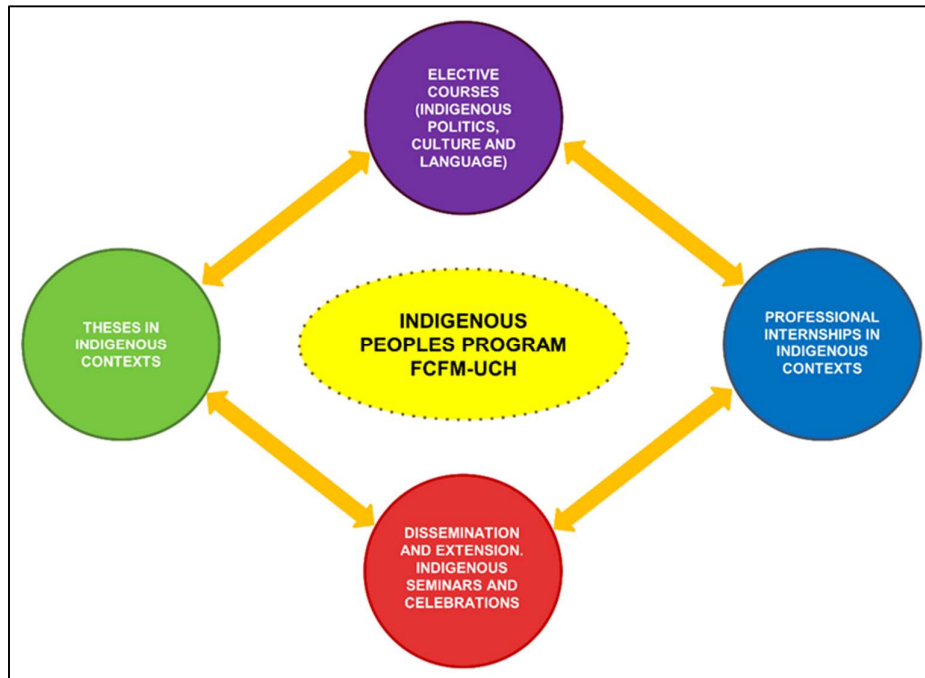 ELECTIVE
COURSES
(INDIGENOUS
POLITICS,
CULTURE AND
LANGUAGE)
THESES IN
INDIGENOUS
CONTEXTS
INDIGENOUS
PEOPLES PROGRAM
FCFM-UCH
PROFESSIONAL
INTERNSHIPS IN
INDIGENOUS
CONTEXTS
DISSEMINATION
AND EXTENSION.
INDIGENOUS
SEMINARS AND
CELEBRATIONS